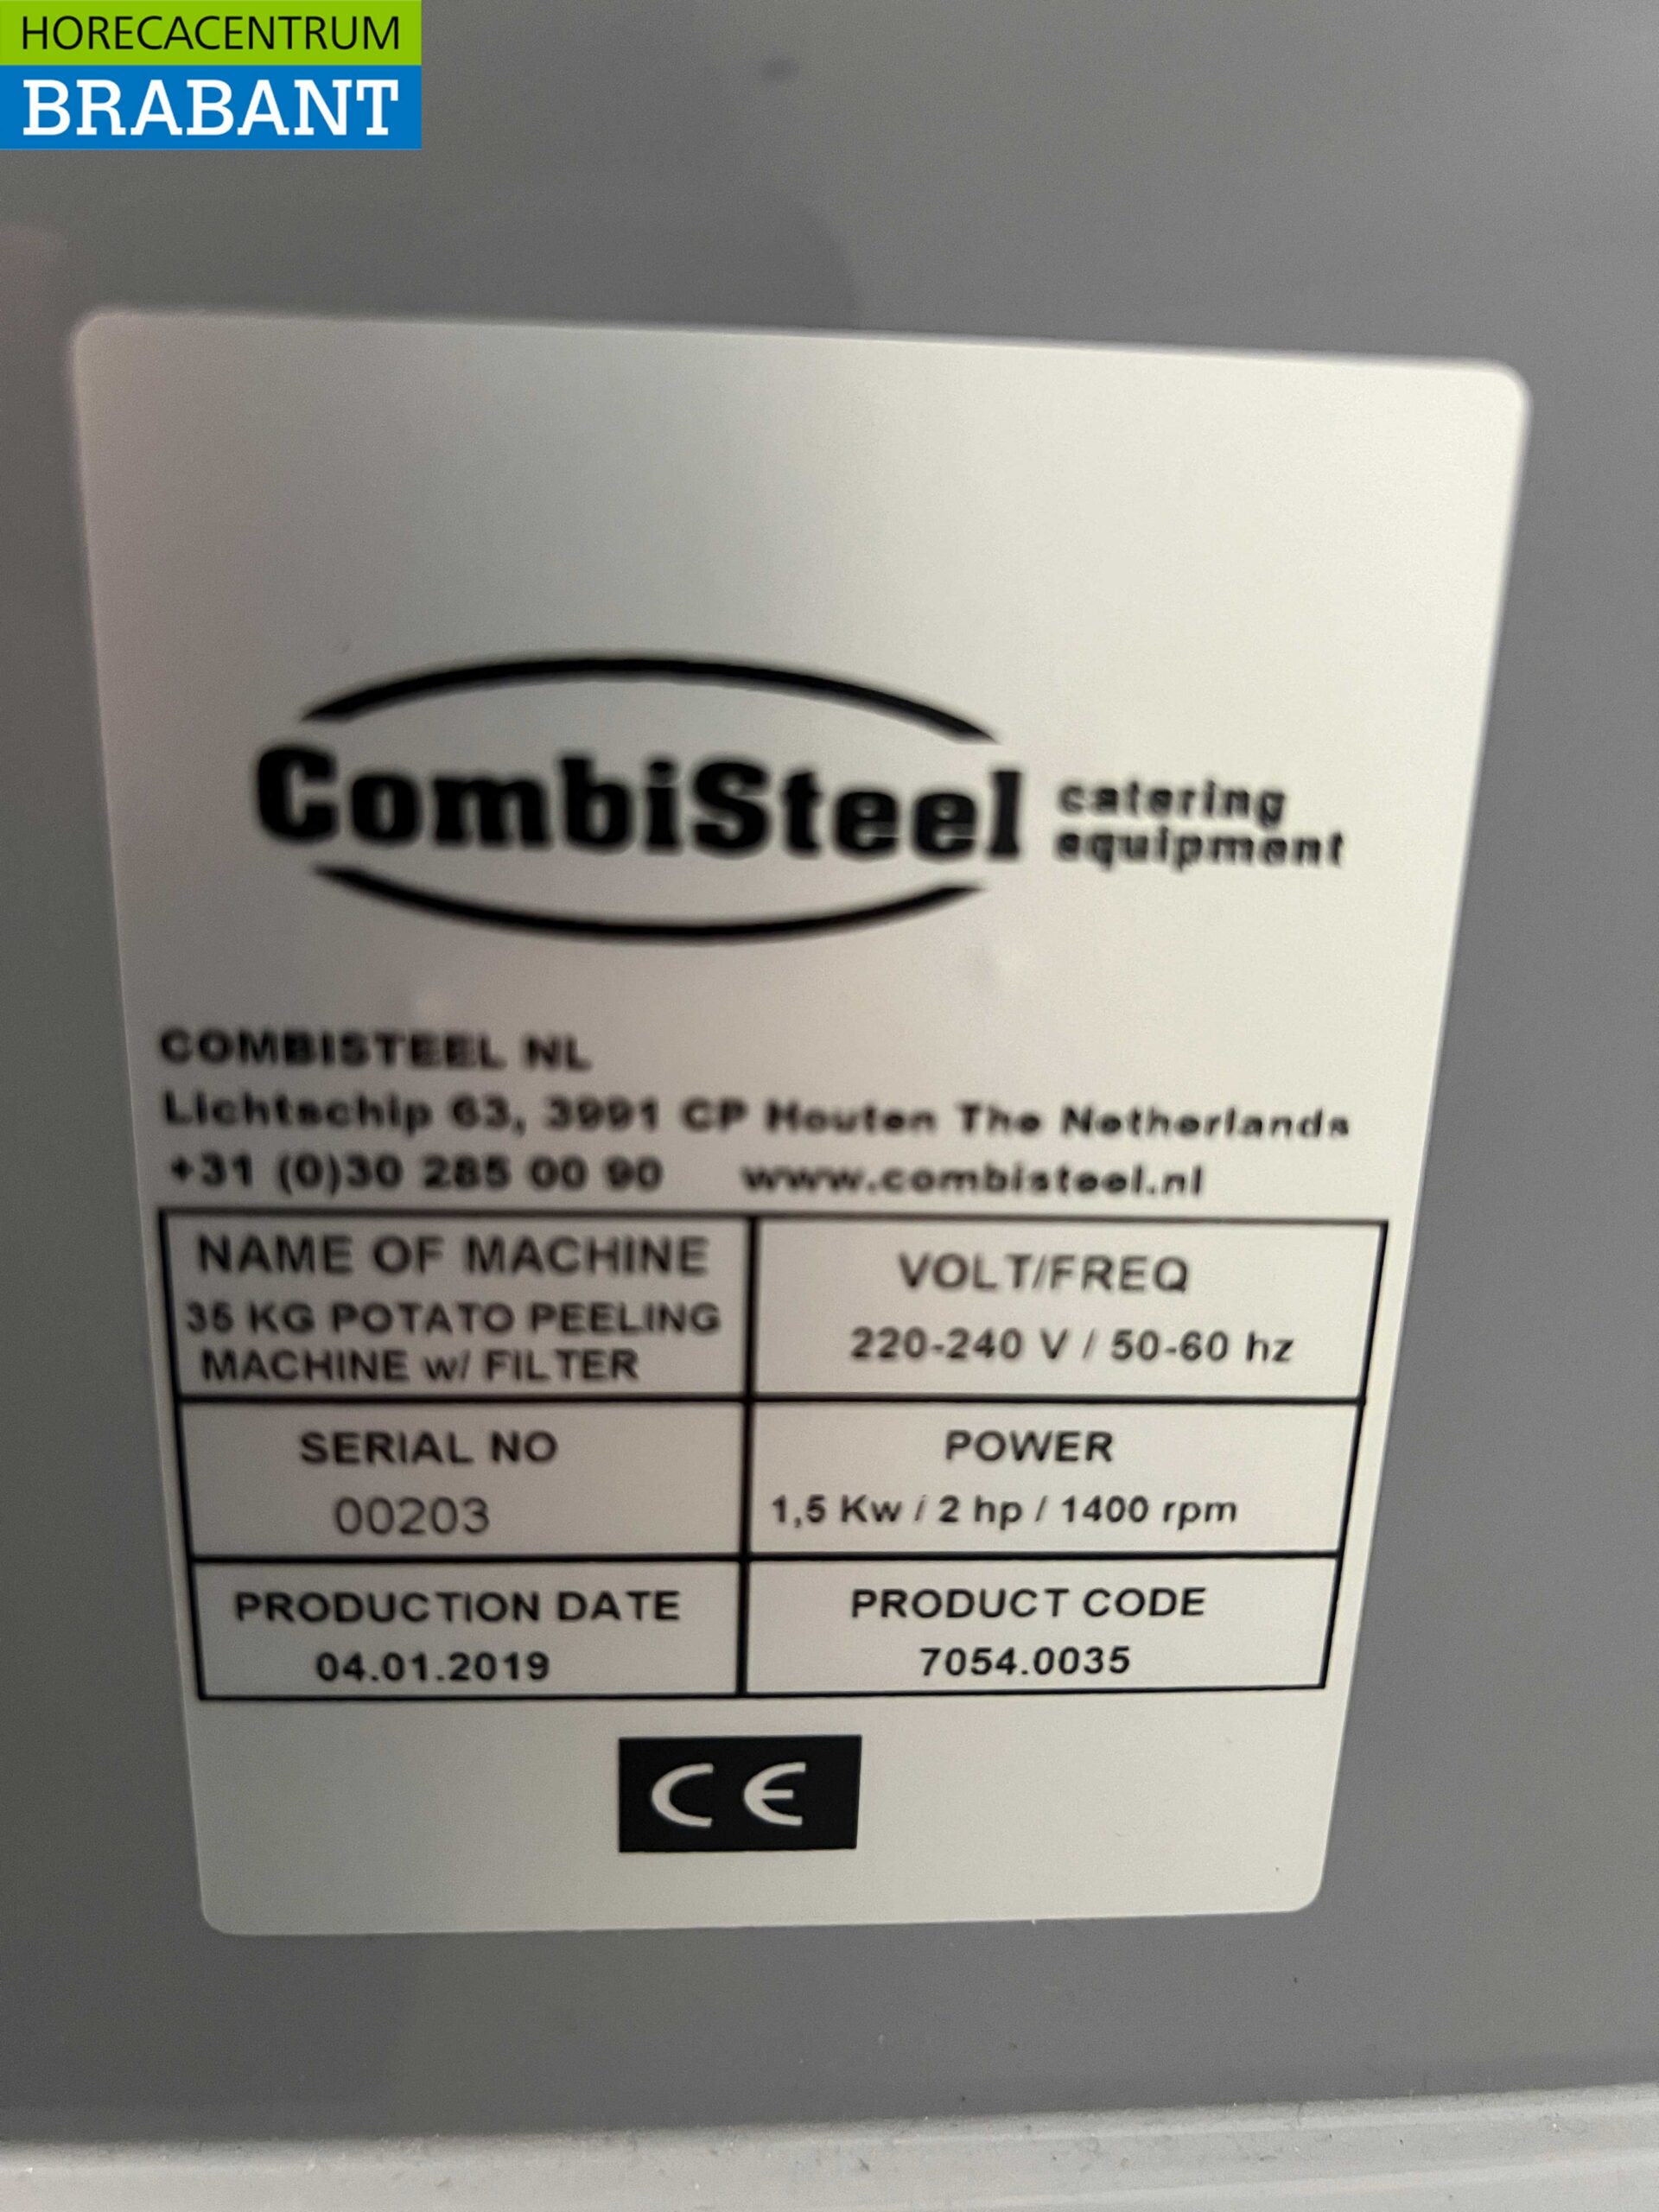 HORECACENTRUM
BRABANT
CombiSteel catering
equipment
COMBISTEEL NL
Lichtschip 63, 3991 CP Houten The Netherlands
+31 (0)30 285 00 90 www.combisteel.nl
NAME OF MACHINE
35 KG POTATO PEELING
MACHINE w/ FILTER
VOLT/FREQ
220-240 V / 50-60 hz
SERIAL NO
00203
POWER
1,5 Kw / 2 hp / 1400 rpm
PRODUCTION DATE
04.01.2019
PRODUCT CODE
7054.0035
CE